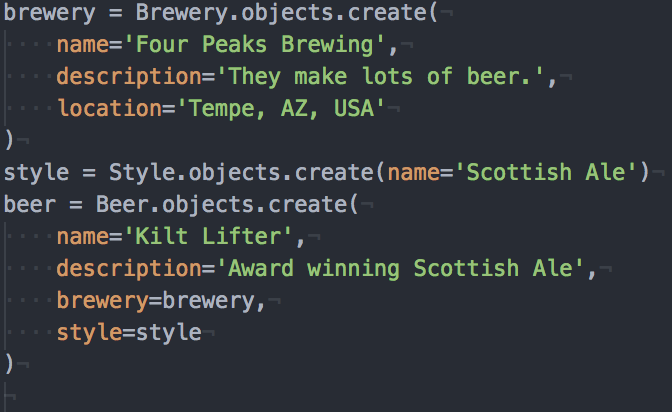 brewery = Brewery.objects.create(
    name='Four Peaks Brewing',
    description='They make lots of beer.',
    location='Tempe, AZ, USA'
)
style = Style.objects.create(name='Scottish Ale')
beer = Beer.objects.create(
    name='Kilt Lifter',
    description='Award winning Scottish Ale',
    brewery=brewery,
    style=style
)